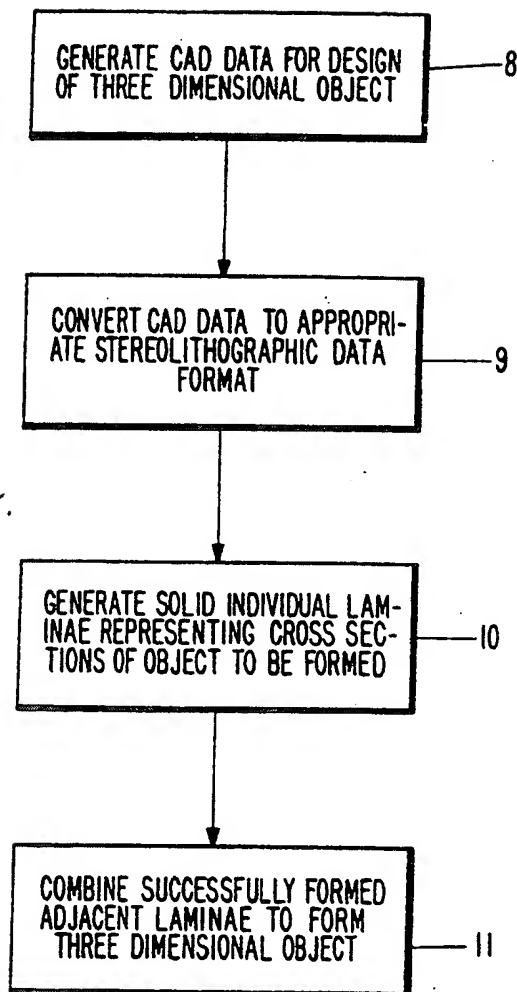 GENERATE CAD DATA FOR DESIGN
OF THREE DIMENSIONAL OBJECT
8
CONVERT CAD DATA TO APPROPRI-
ATE STEREOLITHOGRAPHIC DATA
FORMAT
9
GENERATE SOLID INDIVIDUAL LAM-
INAE REPRESENTING CROSS SEC-
TIONS OF OBJECT TO BE FORMED
10
COMBINE SUCCESSFULLY FORMED
ADJACENT LAMINAE TO FORM
THREE DIMENSIONAL OBJECT
11